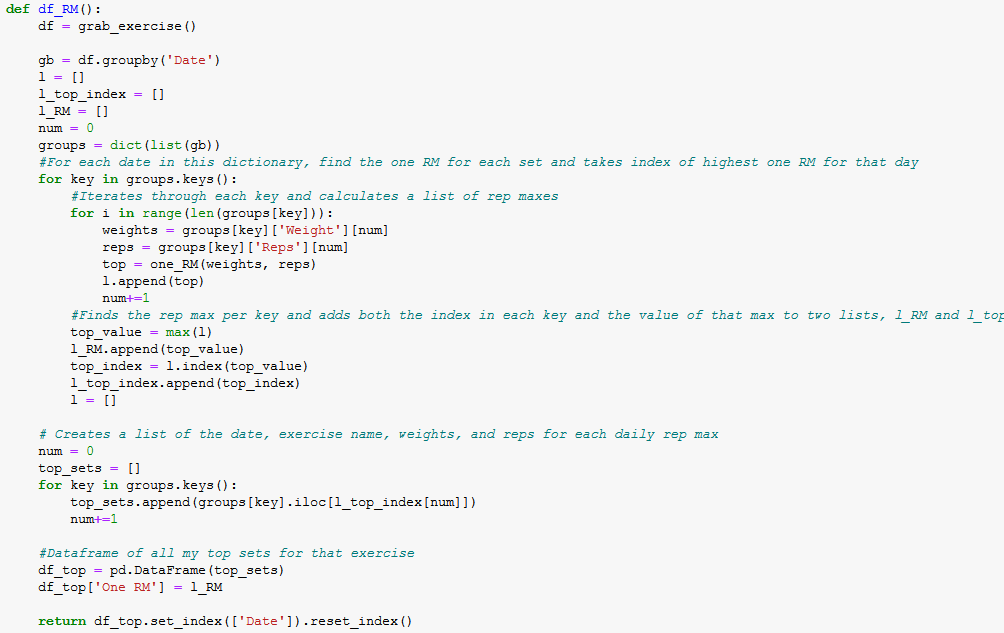 def df_RM():
    df = grab_exercise()

    gb = df.groupby('Date')
    l = []
    l_top_index = []
    l_RM = []
    num = 0
    groups = dict(list(gb))
    #For each date in this dictionary, find the one RM for each set and takes index of highest one RM for that day
    for key in groups.keys():
        #Iterates through each key and calculates a list of rep maxes
        for i in range(len(groups[key])):
            weights = groups[key]['Weight'][num]
            reps = groups[key]['Reps'][num]
            top = one_RM(weights, reps)
            l.append(top)
            num+=1
        #Finds the rep max per key and adds both the index in each key and the value of that max to two lists, l_RM and l_top
        top_value = max(l)
        l_RM.append(top_value)
        top_index = l.index(top_value)
        l_top_index.append(top_index)
        l = []

    # Creates a list of the date, exercise name, weights, and reps for each daily rep max
    num = 0
    top_sets = []
    for key in groups.keys():
        top_sets.append(groups[key].iloc[l_top_index[num]])
        num+=1

    #Dataframe of all my top sets for that exercise
    df_top = pd.DataFrame(top_sets)
    df_top['One RM'] = l_RM

    return df_top.set_index(['Date']).reset_index()